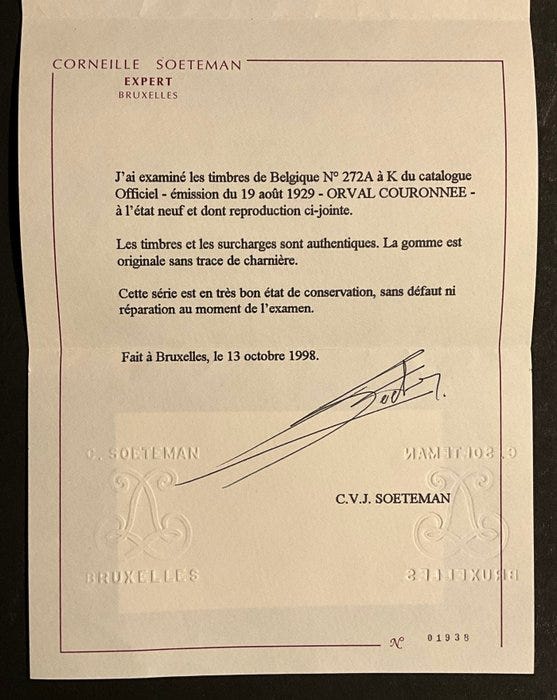 CORNEILLE SOETEMAN
EXPERT
BRUXELLES
J'ai examiné les timbres de Belgique N° 272A à K du catalogue
Officiel - émission du 19 août 1929 - ORVAL COURONNEE -
à l'état neuf et dont reproduction ci-jointe.
Les timbres et les surcharges sont authentiques. La gomme est
originale sans trace de charnière.
Cette série est en très bon état de conservation, sans défaut ni
réparation au moment de l'examen.
Fait à Bruxelles, le 13 octobre 1998.
C. SOETEMAN
C. SOETEMAN
C.V.J. SOETEMAN
BRUXELLES
BRUXELLES
N° 01938